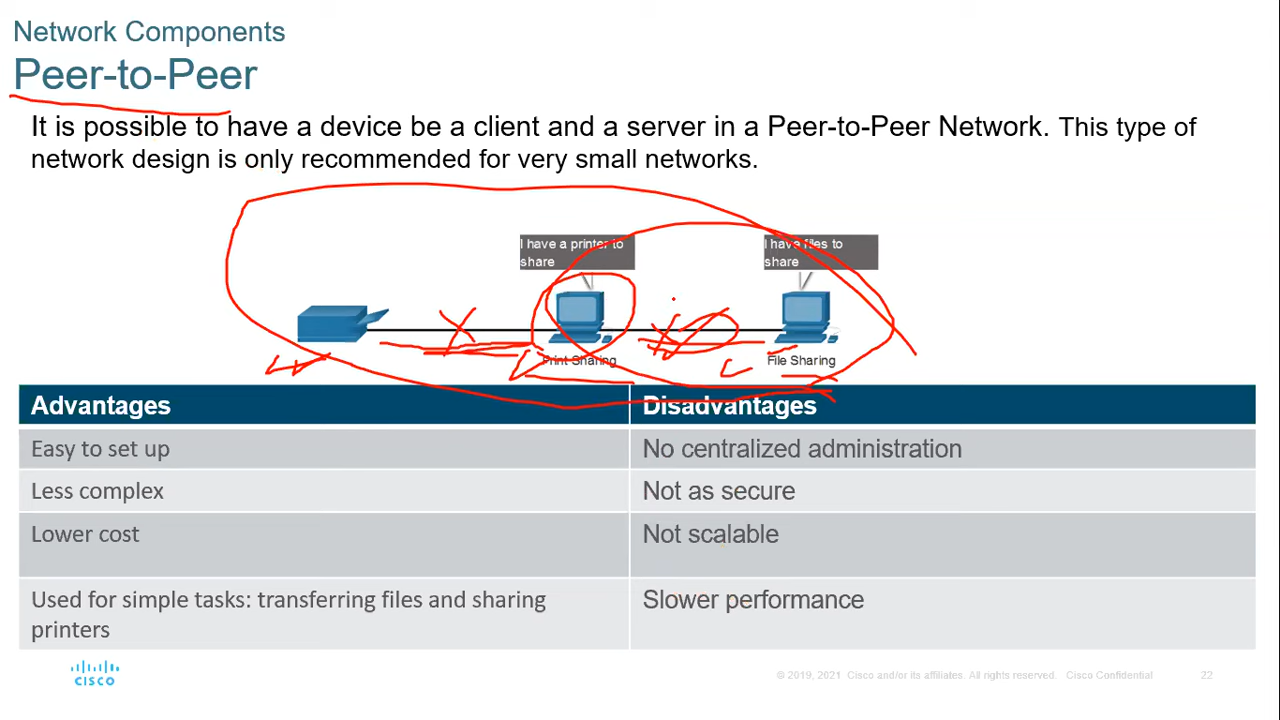 Network Components
Peer-to-Peer
It is possible to have a device be a client and a server in a Peer-to-Peer Network. This type of
network design is only recommended for very small networks.
I have a printer to
share
I have files to
share
Print Sharing
File Sharing
Advantages
Disadvantages
Easy to set up
No centralized administration
Less complex
Not as secure
Lower cost
Not scalable
Used for simple tasks: transferring files and sharing
printers
Slower performance
CISCO
© 2019, 2021 Cisco and/or its affiliates. All rights reserved. Cisco Confidential
22